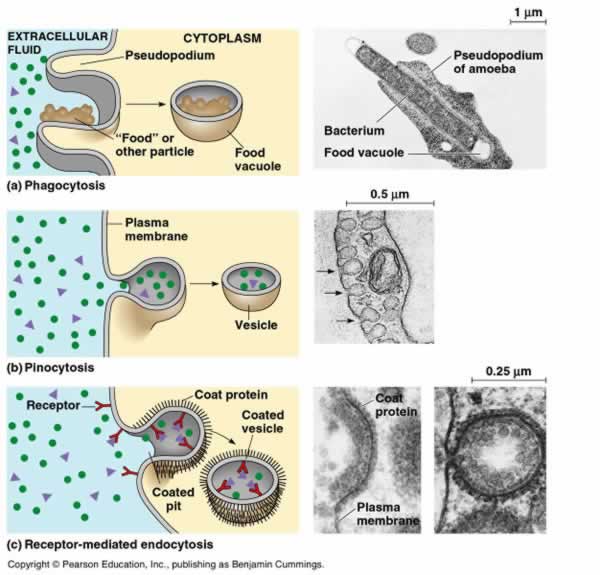 1 µm
EXTRACELLULAR
FLUID
CYTOPLASM
Pseudopodium
"Food" or
other particle
Food
vacuole
Pseudopodium
of amoeba
Bacterium
Food vacuole
(a) Phagocytosis
0.5 µm
Plasma
membrane
Vesicle
(b) Pinocytosis
0.25 µm
Receptor
Coat protein
Coated
vesicle
Coated
pit
Coat
protein
Plasma
membrane
(c) Receptor-mediated endocytosis
Copyright © Pearson Education, Inc., publishing as Benjamin Cummings.